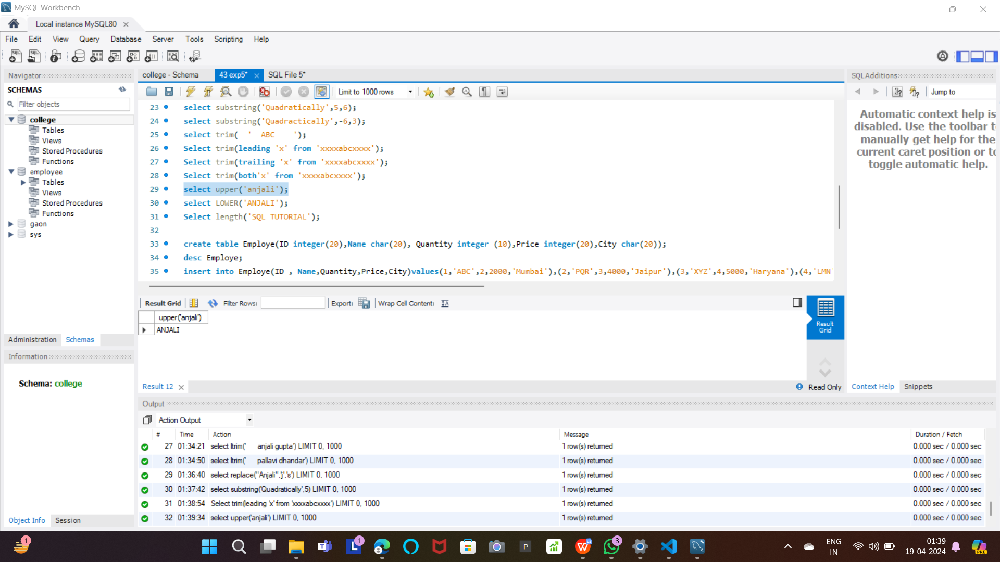 MySQL Workbench
Local instance MySQL80
File Edit View Query Database Server Tools Scripting Help
Navigator
SCHEMAS
Filter objects
college
Tables
Views
Stored Procedures
Functions
employee
Tables
Views
Stored Procedures
Functions
gaon
sys
Administration Schemas
Information
Schema: college
Object Info Session
college - Schema 43 exp5* SQL File 5*
Limit to 1000 rows
23 select substring('Quadratically',5,6);
24 select substring('Quadractically',-6,3);
25 select trim(  '  ABC    ');
26 Select trim(leading 'x' from 'xxxxabcxxxx');
27 Select trim(trailing 'x' from 'xxxxabcxxxx');
28 Select trim(both'x' from 'xxxxabcxxxx');
29 select upper('anjali');
30 select LOWER('ANJALI');
31 Select length('SQL TUTORIAL');
32
33 create table Employe(ID integer(20),Name char(20), Quantity integer (10),Price integer(20),City char(20));
34 desc Employe;
35 insert into Employe(ID , Name,Quantity,Price,City)values(1,'ABC',2,2000,'Mumbai'),(2,'PQR',3,4000,'Jaipur'),(3,'XYZ',4,5000,'Haryana'),(4,'LMN
Result Grid Filter Rows: Export: Wrap Cell Content:
upper('anjali')
ANJALI
Result Grid
Result 12 Read Only
SQLAdditions
Jump to
Automatic context help is
disabled. Use the toolbar t
manually get help for the
current caret position or to
toggle automatic help.
Context Help Snippets
Output
Action Output
# Time Action Message Duration / Fetch
27 01:34:21 select ltrim('      anjali gupta') LIMIT 0, 1000 1 row(s) returned 0.000 sec / 0.000 sec
28 01:34:50 select ltrim('      pallavi dhandar') LIMIT 0, 1000 1 row(s) returned 0.000 sec / 0.000 sec
29 01:36:40 select replace("Anjali",'j','s') LIMIT 0, 1000 1 row(s) returned 0.000 sec / 0.000 sec
30 01:37:42 select substring('Quadratically',5) LIMIT 0, 1000 1 row(s) returned 0.000 sec / 0.000 sec
31 01:38:54 Select trim(leading 'x' from 'xxxxabcxxxx') LIMIT 0, 1000 1 row(s) returned 0.000 sec / 0.000 sec
32 01:39:34 select upper('anjali') LIMIT 0, 1000 1 row(s) returned 0.000 sec / 0.000 sec
1
1
3
ENG
IN
01:39
19-04-2024
PRE